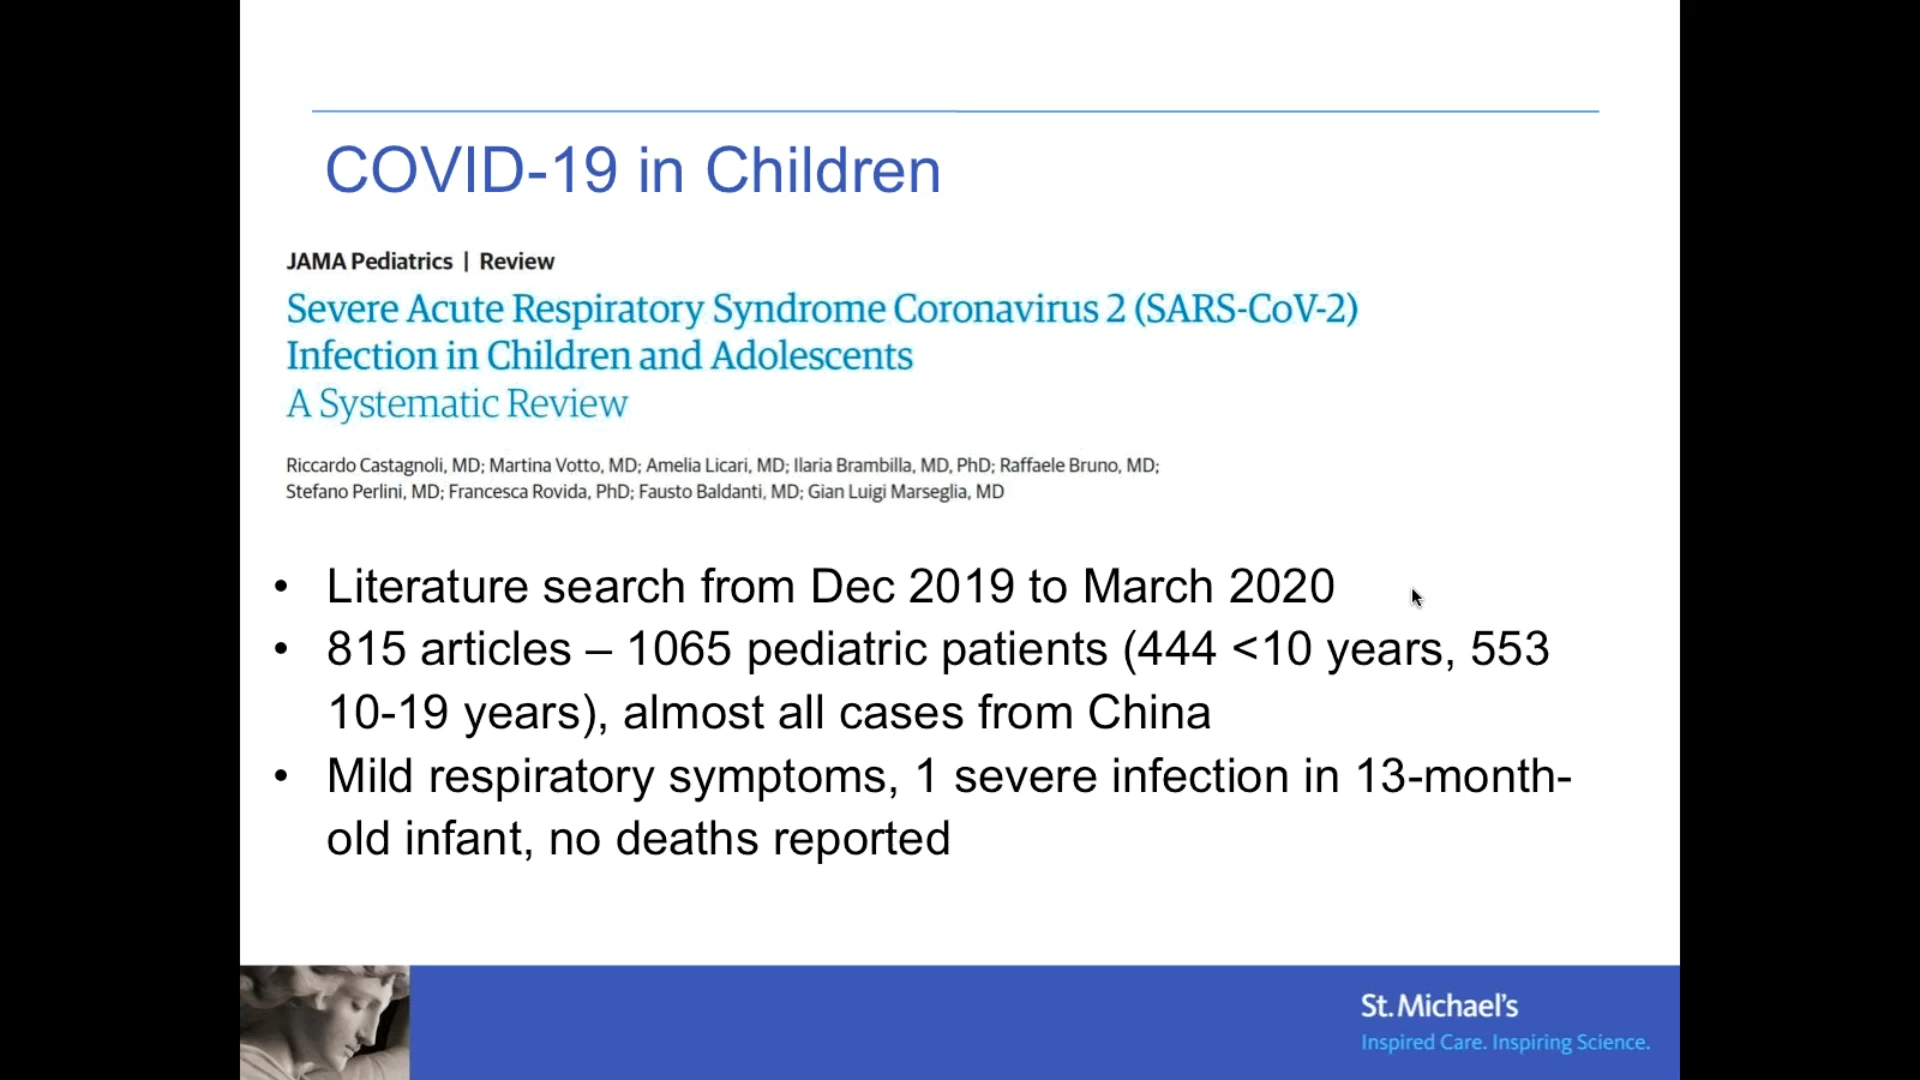 COVID-19 in Children
JAMA Pediatrics | Review
Severe Acute Respiratory Syndrome Coronavirus 2 (SARS-CoV-2)
Infection in Children and Adolescents
A Systematic Review
Riccardo Castagnoli, MD; Martina Votto, MD; Amelia Licari, MD; Ilaria Brambilla, MD, PhD; Raffaele Bruno, MD;
Stefano Perlini, MD; Francesca Rovida, PhD; Fausto Baldanti, MD; Gian Luigi Marseglia, MD
• Literature search from Dec 2019 to March 2020
• 815 articles – 1065 pediatric patients (444 <10 years, 553
10-19 years), almost all cases from China
• Mild respiratory symptoms, 1 severe infection in 13-month-
old infant, no deaths reported
St. Michael's
Inspired Care. Inspiring Science.